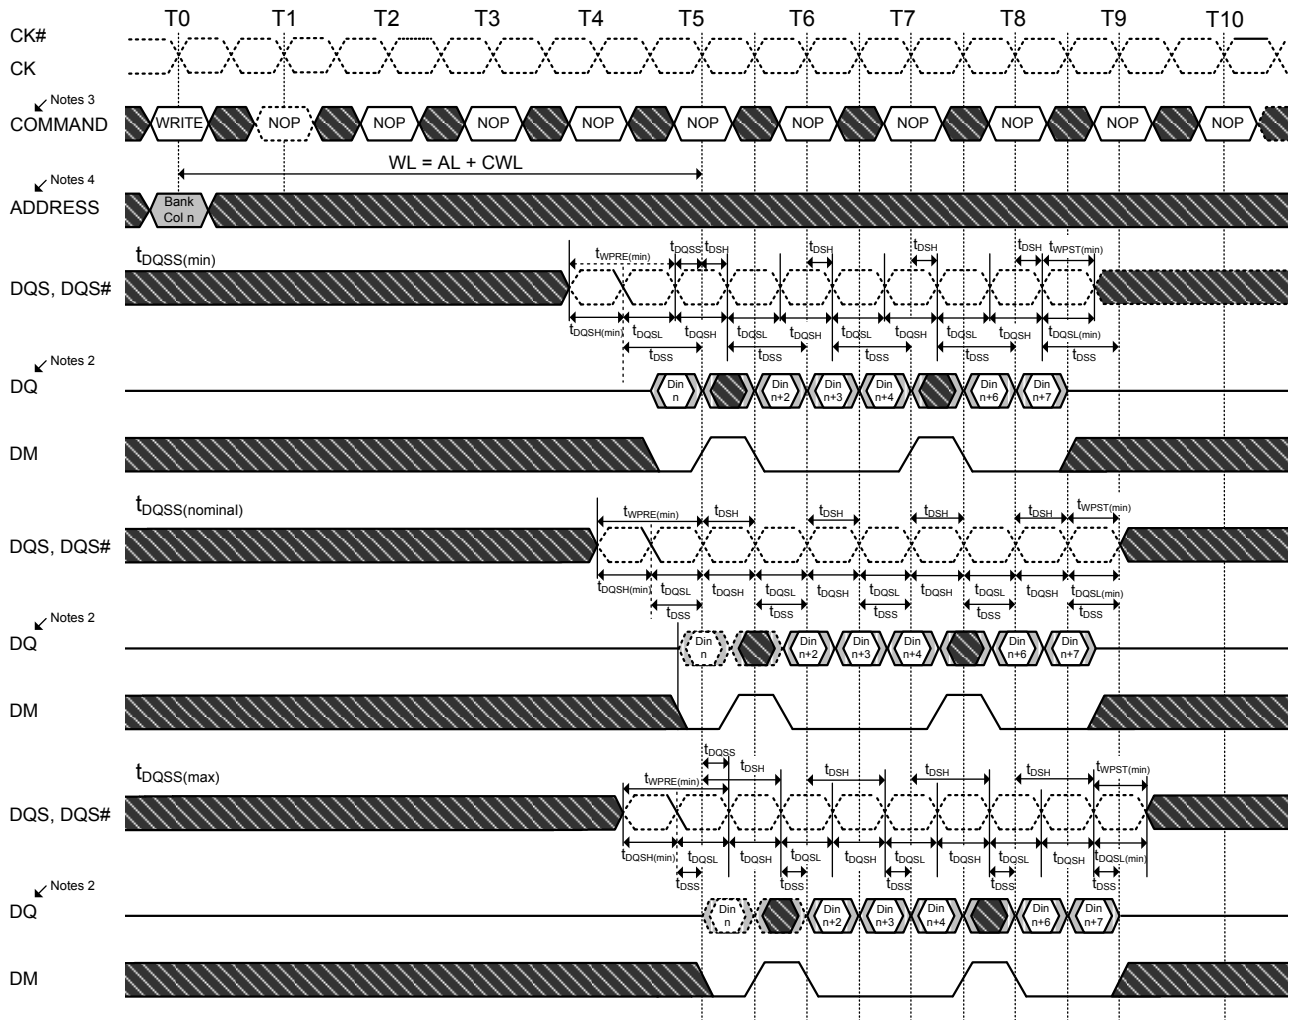 T0 T1 T2 T3 T4 T5 T6 T7 T8 T9 T10
CK#
CK
Notes 3
COMMAND WRITE NOP NOP NOP NOP NOP NOP NOP NOP NOP NOP
WL = AL + CWL
Notes 4
ADDRESS Bank Col n
tDQSS(min) tWPRE(min) tDQSS tDSH tDSH tDSH tDSH tWPST(min)
DQS, DQS#
tDQSH(min) tDQSL tDQSH tDQSL tDQSH tDQSL tDQSH tDQSL tDQSH tDQSL(min)
tDSS tDSS tDSS tDSS tDSS
Notes 2
DQ Din n Din n+2 Din n+3 Din n+4 Din n+6 Din n+7
DM
tDQSS(nominal) tWPRE(min) tDSH tDSH tDSH tDSH tWPST(min)
DQS, DQS#
tDQSH(min) tDQSL tDQSH tDQSL tDQSH tDQSL tDQSH tDQSL tDQSH tDQSL(min)
tDSS tDSS tDSS tDSS tDSS
Notes 2
DQ Din n Din n+2 Din n+3 Din n+4 Din n+6 Din n+7
DM
tDQSS
tDQSS(max) tWPRE(min) tDSH tDSH tDSH tDSH tWPST(min)
DQS, DQS#
tDQSH(min) tDQSL tDQSH tDQSL tDQSH tDQSL tDQSH tDQSL tDQSH tDQSL(min)
tDSS tDSS tDSS tDSS tDSS
Notes 2
DQ Din n Din n+2 Din n+3 Din n+4 Din n+6 Din n+7
DM